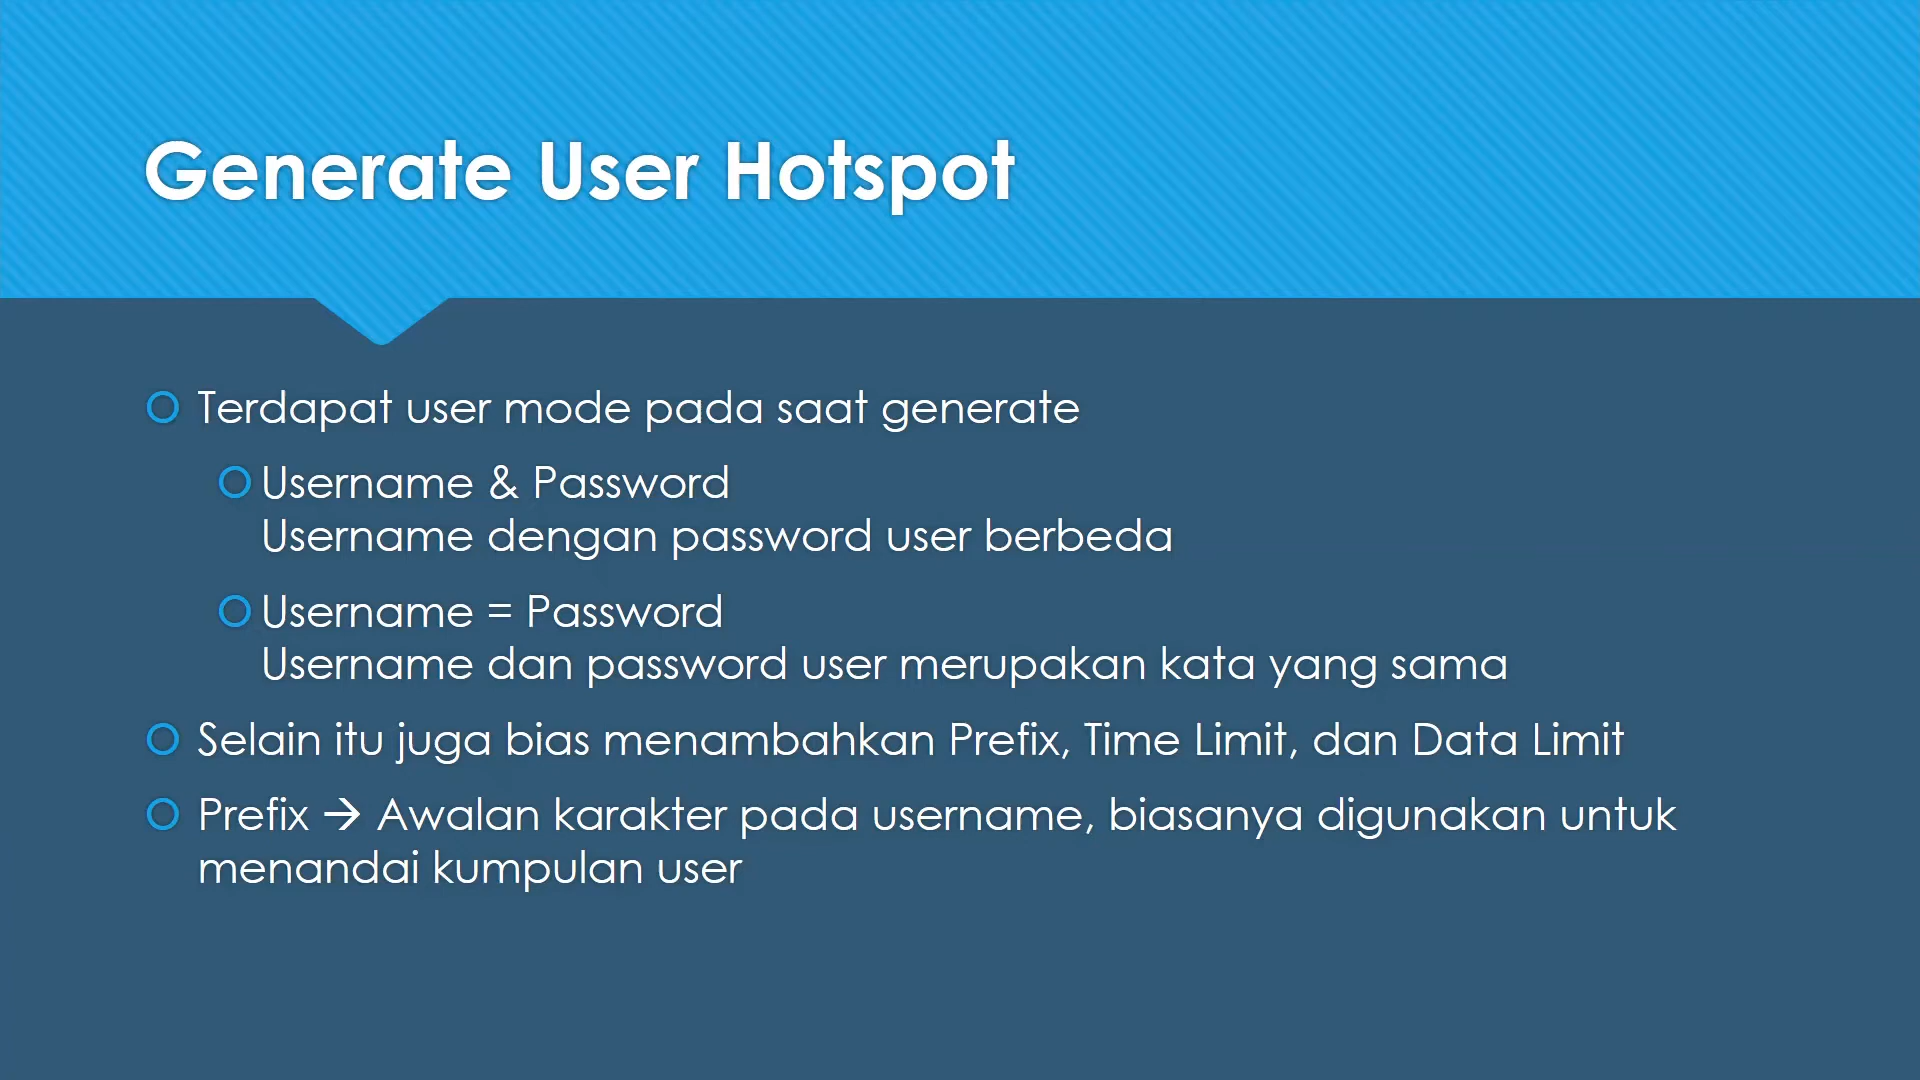 Generate User Hotspot
Terdapat user mode pada saat generate
Username & Password
Username dengan password user berbeda
Username = Password
Username dan password user merupakan kata yang sama
Selain itu juga bias menambahkan Prefix, Time Limit, dan Data Limit
Prefix → Awalan karakter pada username, biasanya digunakan untuk
menandai kumpulan user